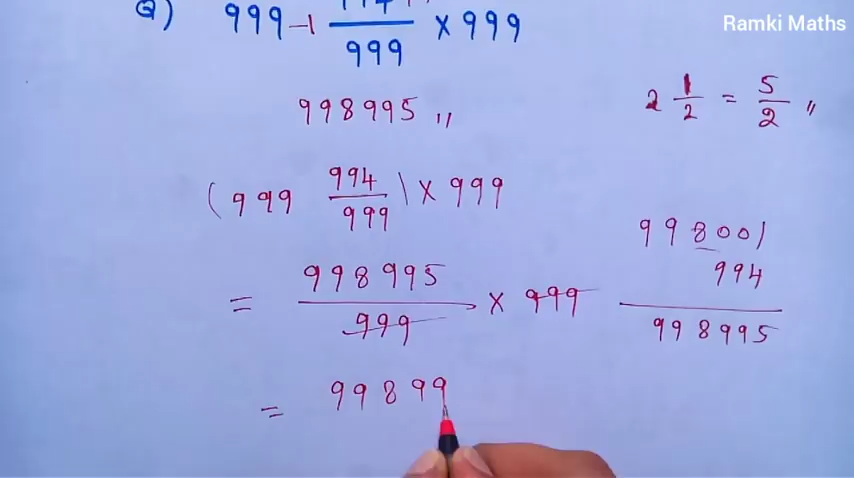 Ramki Maths
Q) 999 -1 /999 × 999
998995 ,,
2 1/2 = 5/2 ,,
(999 994/999) × 999
998001
994
998995
= 998995/999 × 999
= 99899